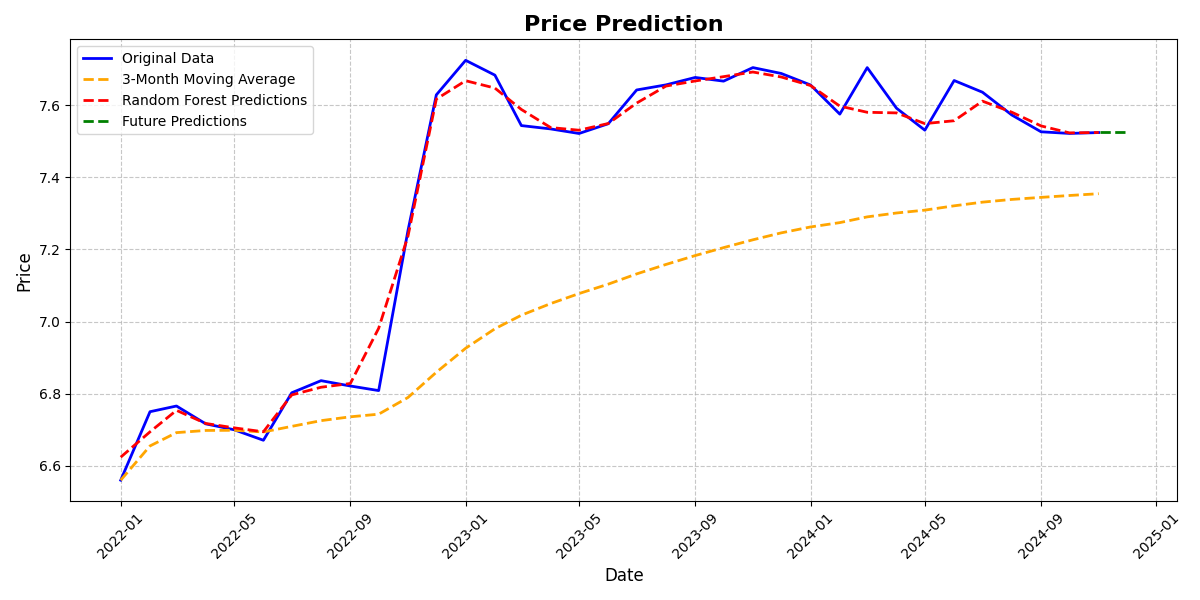 Price Prediction
Original Data
3-Month Moving Average
Random Forest Predictions
Future Predictions
Price
7.6
7.4
7.2
7.0
6.8
6.6
2022-01
2022-05
2022-09
2023-01
2023-05
2023-09
2024-01
2024-05
2024-09
2025-01
Date